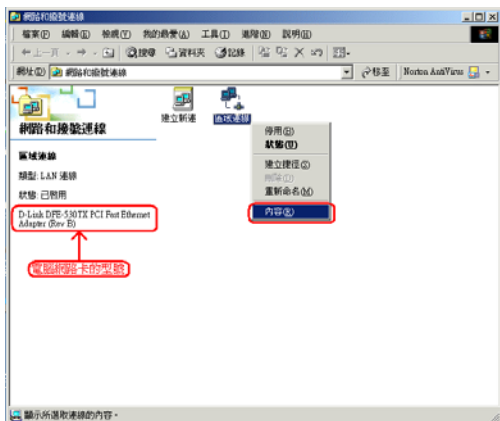 網路和撥號連線
檔案(F) 編輯(E) 檢視(V) 我的最愛(A) 工具(T) 進階(N) 說明(H)
上一頁 搜尋 資料夾 記錄
網址(D) 網路和撥號連線 移至 Norton AntiVirus
網路和撥號連線
建立新連
區域連線
區域連線
類型: LAN 連線
狀態: 已啟用
D-Link DFE-530TX PCI Fast Ethernet
Adapter (Rev B)
電腦網路卡的型號
停用(B)
狀態(U)
建立捷徑(S)
刪除(D)
重新命名(M)
內容(R)
顯示所選取連線的內容。